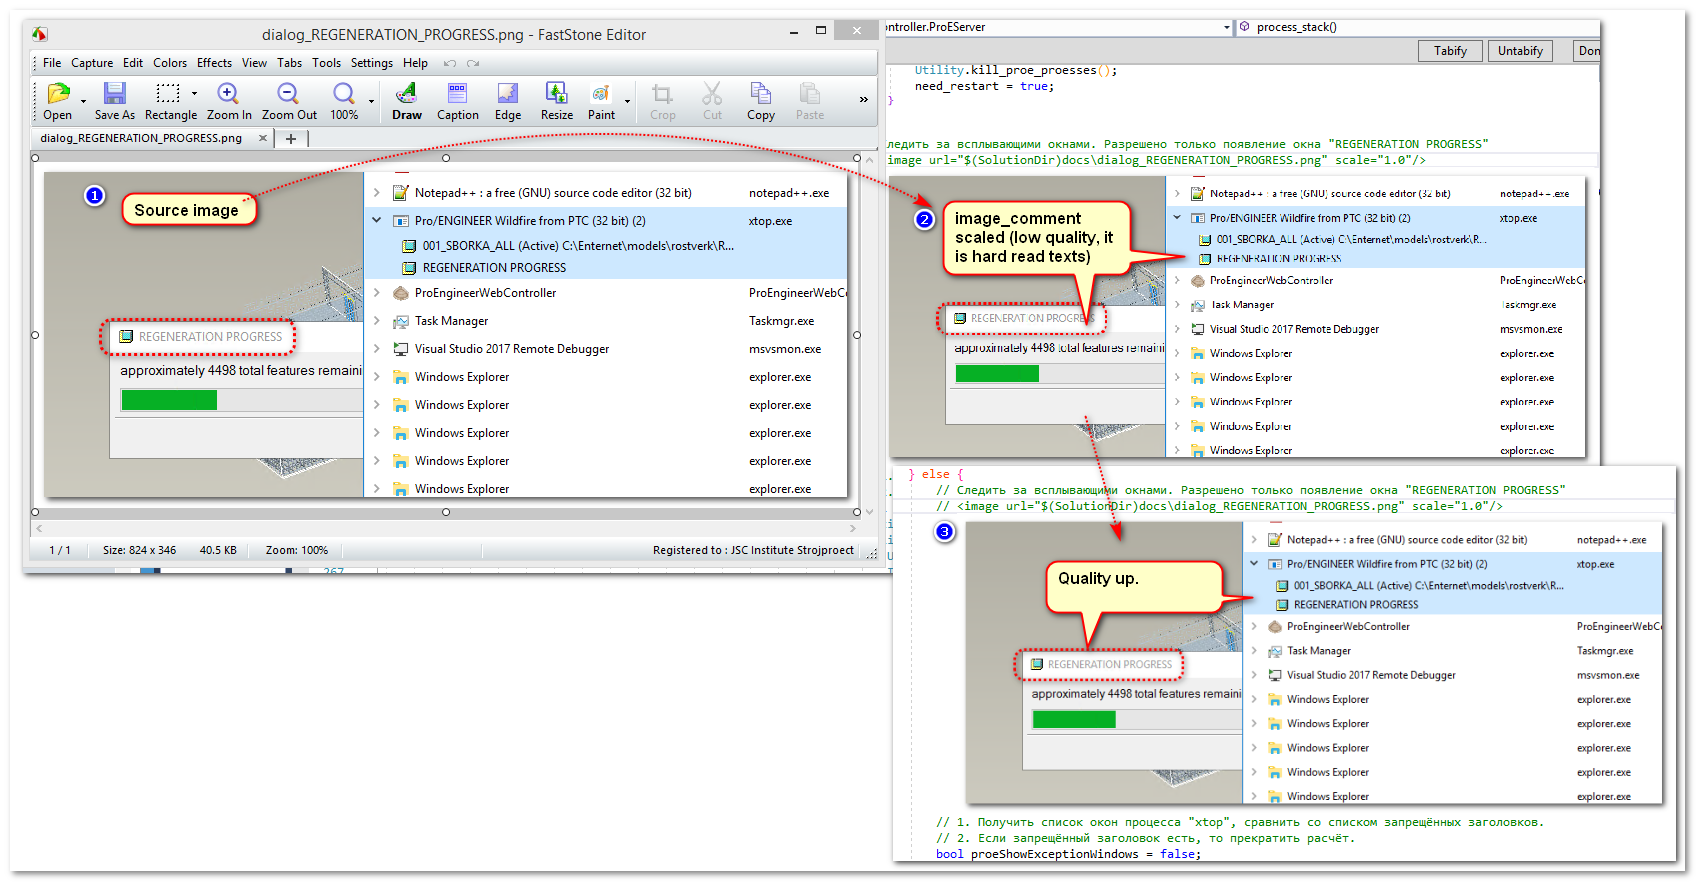 dialog_REGENERATION_PROGRESS.png - FastStone Editor
File Capture Edit Colors Effects View Tabs Tools Settings Help
Open Save As Rectangle Zoom In Zoom Out 100% Draw Caption Edge Resize Paint Crop Cut Copy Paste »
dialog_REGENERATION_PROGRESS.png
1
Source image
Notepad++ : a free (GNU) source code editor (32 bit) notepad++.exe
Pro/ENGINEER Wildfire from PTC (32 bit) (2) xtop.exe
001_SBORKA_ALL (Active) C:\Enternet\models\rostverk\R...
REGENERATION PROGRESS
ProEngineerWebController ProEngineerWebC
Task Manager Taskmgr.exe
Visual Studio 2017 Remote Debugger msvsmon.exe
Windows Explorer explorer.exe
Windows Explorer explorer.exe
Windows Explorer explorer.exe
Windows Explorer explorer.exe
Windows Explorer explorer.exe
REGENERATION PROGRESS
approximately 4498 total features remaini
1 / 1 Size: 824 x 346 40.5 KB Zoom: 100% Registered to : JSC Institute Strojproect
267
ntroller.ProEServer process_stack()
Tabify Untabify Don
Utility.kill_proe_proesses();
need_restart = true;
}
ледить за всплывающими окнами. Разрешено только появление окна "REGENERATION PROGRESS"
image url="$(SolutionDir)docs\dialog_REGENERATION_PROGRESS.png" scale="1.0"/>
2
image_comment
scaled (low quality, it
is hard read texts)
Notepad++ : a free (GNU) source code editor (32 bit) notepad++.exe
Pro/ENGINEER Wildfire from PTC (32 bit) (2) xtop.exe
001_SBORKA_ALL (Active) C:\Enternet\models\rostverk\R...
REGENERATION PROGRESS
ProEngineerWebController ProEngineerWebC
Task Manager Taskmgr.exe
Visual Studio 2017 Remote Debugger msvsmon.exe
Windows Explorer explorer.exe
Windows Explorer explorer.exe
Windows Explorer explorer.exe
Windows Explorer explorer.exe
Windows Explorer explorer.exe
REGENERATION PROGRESS
approximately 4498 total features remaini
} else {
// Следить за всплывающими окнами. Разрешено только появление окна "REGENERATION PROGRESS"
// <image url="$(SolutionDir)docs\dialog_REGENERATION_PROGRESS.png" scale="1.0"/>
3
Quality up.
Notepad++ : a free (GNU) source code editor (32 bit) notepad++.exe
Pro/ENGINEER Wildfire from PTC (32 bit) (2) xtop.exe
001_SBORKA_ALL (Active) C:\Enternet\models\rostverk\R...
REGENERATION PROGRESS
ProEngineerWebController ProEngineerWebC
Task Manager Taskmgr.exe
Visual Studio 2017 Remote Debugger msvsmon.exe
Windows Explorer explorer.exe
Windows Explorer explorer.exe
Windows Explorer explorer.exe
Windows Explorer explorer.exe
Windows Explorer explorer.exe
REGENERATION PROGRESS
approximately 4498 total features remaini
// 1. Получить список окон процесса "xtop", сравнить со списком запрещённых заголовков.
// 2. Если запрещённый заголовок есть, то прекратить расчёт.
bool proeShowExceptionWindows = false;